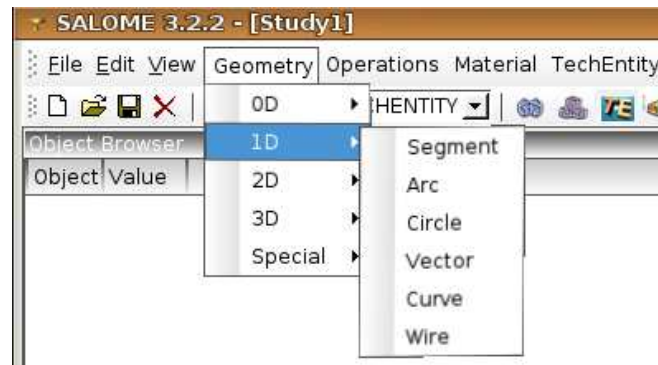 SALOME 3.2.2 - [Study1]
File Edit View Geometry Operations Material TechEntity
0D HENTITY TE
Object Browser 1D Segment
Object Value 2D Arc
3D Circle
Special Vector
Curve
Wire